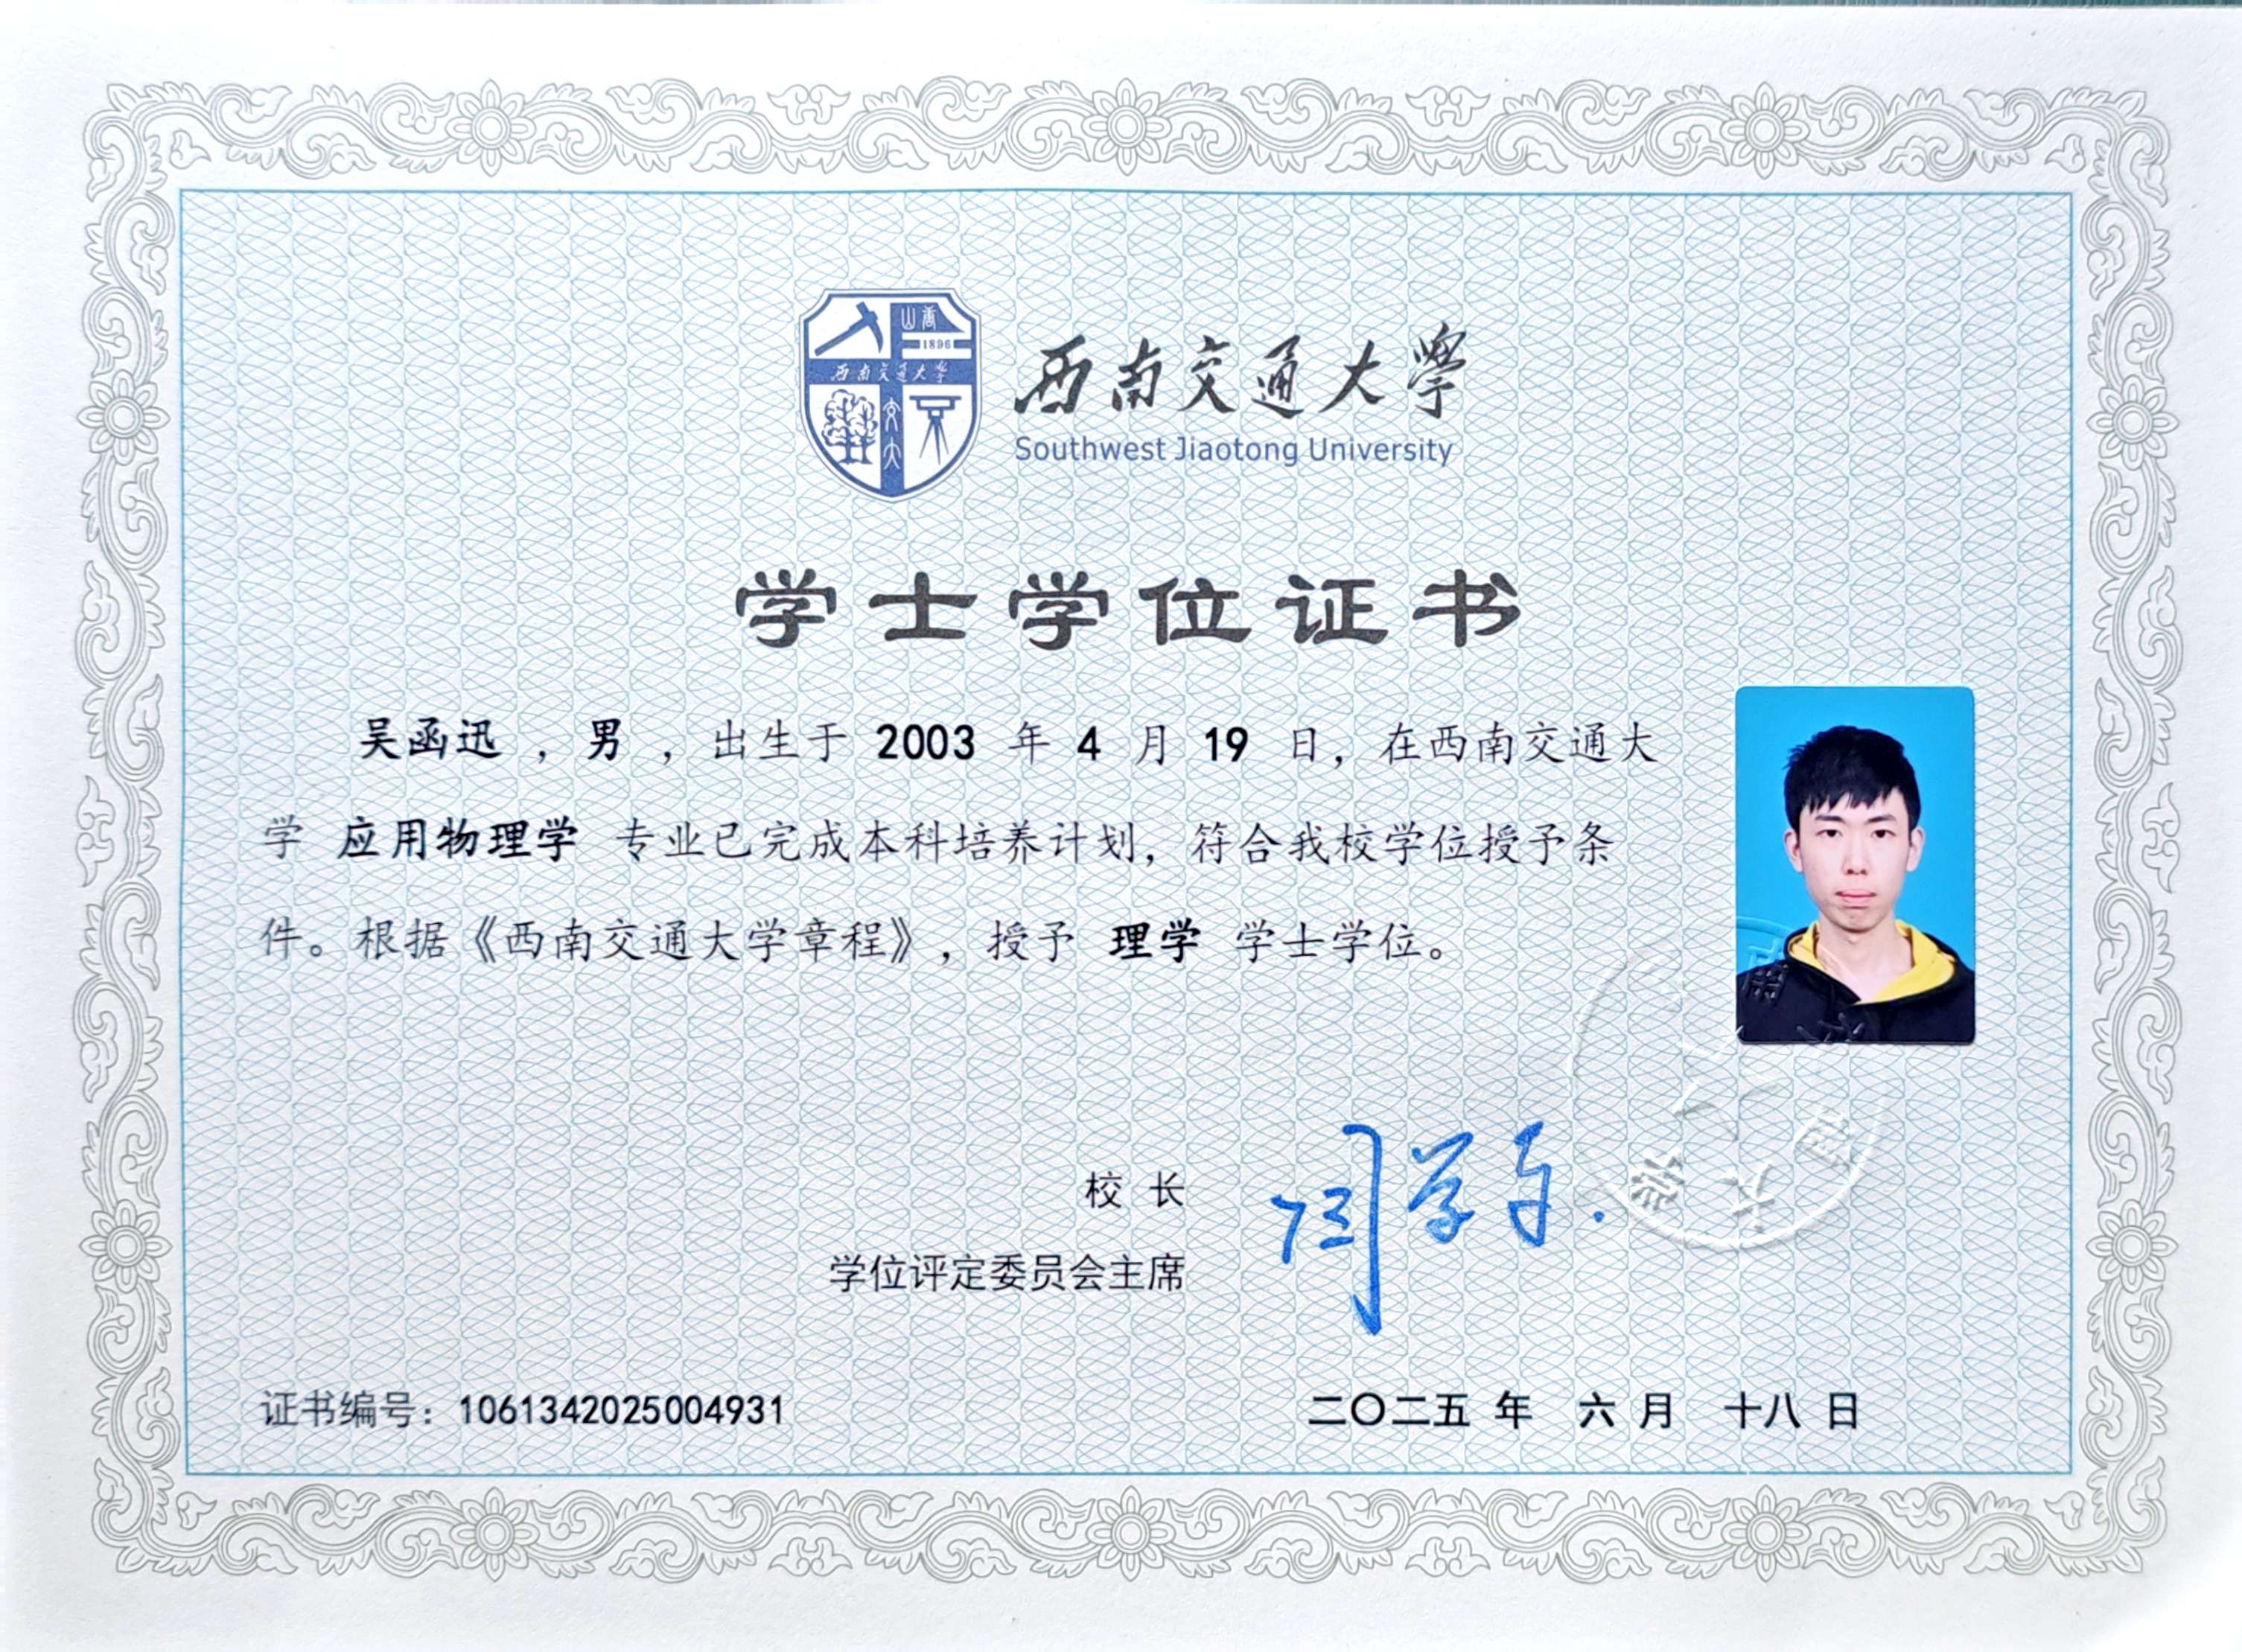 山唐
1896
西南交通大学
交大
西南交通大學
Southwest Jiaotong University
学士学位证书
吴函迅 ，男 ，出生于 2003 年 4 月 19 日，在西南交通大
学 应用物理学 专业已完成本科培养计划，符合我校学位授予条
件。根据《西南交通大学章程》，授予 理学 学士学位。
校 长
学位评定委员会主席
证书编号：1061342025004931
二〇二五 年 六 月 十八 日